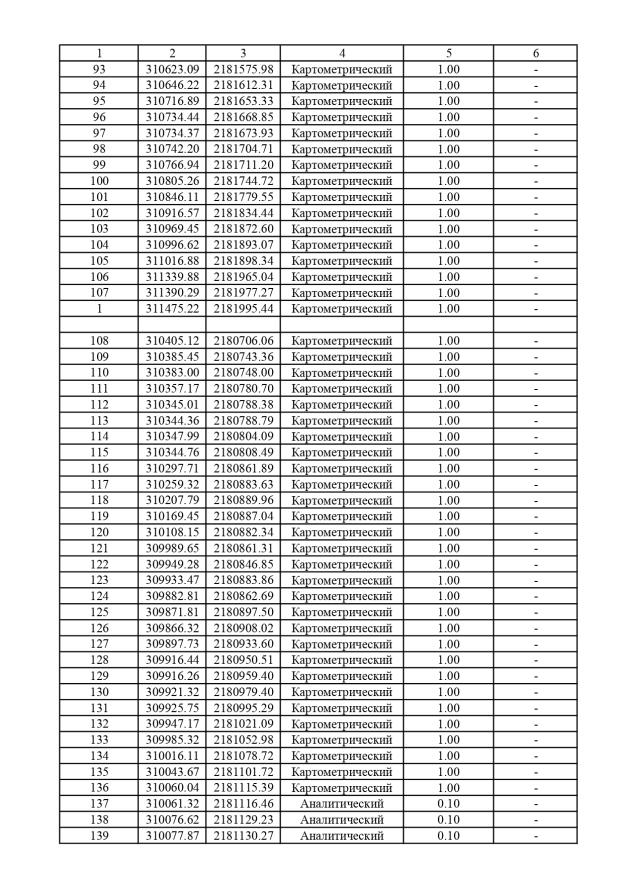 1 2 3 4 5 6
93 310623.09 2181575.98 Картометрический 1.00 -
94 310646.22 2181612.31 Картометрический 1.00 -
95 310716.89 2181653.33 Картометрический 1.00 -
96 310734.44 2181668.85 Картометрический 1.00 -
97 310734.37 2181673.93 Картометрический 1.00 -
98 310742.20 2181704.71 Картометрический 1.00 -
99 310766.94 2181711.20 Картометрический 1.00 -
100 310805.26 2181744.72 Картометрический 1.00 -
101 310846.11 2181779.55 Картометрический 1.00 -
102 310916.57 2181834.44 Картометрический 1.00 -
103 310969.45 2181872.60 Картометрический 1.00 -
104 310996.62 2181893.07 Картометрический 1.00 -
105 311016.88 2181898.34 Картометрический 1.00 -
106 311339.88 2181965.04 Картометрический 1.00 -
107 311390.29 2181977.27 Картометрический 1.00 -
1 311475.22 2181995.44 Картометрический 1.00 -
108 310405.12 2180706.06 Картометрический 1.00 -
109 310385.45 2180743.36 Картометрический 1.00 -
110 310383.00 2180748.00 Картометрический 1.00 -
111 310357.17 2180780.70 Картометрический 1.00 -
112 310345.01 2180788.38 Картометрический 1.00 -
113 310344.36 2180788.79 Картометрический 1.00 -
114 310347.99 2180804.09 Картометрический 1.00 -
115 310344.76 2180808.49 Картометрический 1.00 -
116 310297.71 2180861.89 Картометрический 1.00 -
117 310259.32 2180883.63 Картометрический 1.00 -
118 310207.79 2180889.96 Картометрический 1.00 -
119 310169.45 2180887.04 Картометрический 1.00 -
120 310108.15 2180882.34 Картометрический 1.00 -
121 309989.65 2180861.31 Картометрический 1.00 -
122 309949.28 2180846.85 Картометрический 1.00 -
123 309933.47 2180883.86 Картометрический 1.00 -
124 309882.81 2180862.69 Картометрический 1.00 -
125 309871.81 2180897.50 Картометрический 1.00 -
126 309866.32 2180908.02 Картометрический 1.00 -
127 309897.73 2180933.60 Картометрический 1.00 -
128 309916.44 2180950.51 Картометрический 1.00 -
129 309916.26 2180959.40 Картометрический 1.00 -
130 309921.32 2180979.40 Картометрический 1.00 -
131 309925.75 2180995.29 Картометрический 1.00 -
132 309947.17 2181021.09 Картометрический 1.00 -
133 309985.32 2181052.98 Картометрический 1.00 -
134 310016.11 2181078.72 Картометрический 1.00 -
135 310043.67 2181101.72 Картометрический 1.00 -
136 310060.04 2181115.39 Картометрический 1.00 -
137 310061.32 2181116.46 Аналитический 0.10 -
138 310076.62 2181129.23 Аналитический 0.10 -
139 310077.87 2181130.27 Аналитический 0.10 -